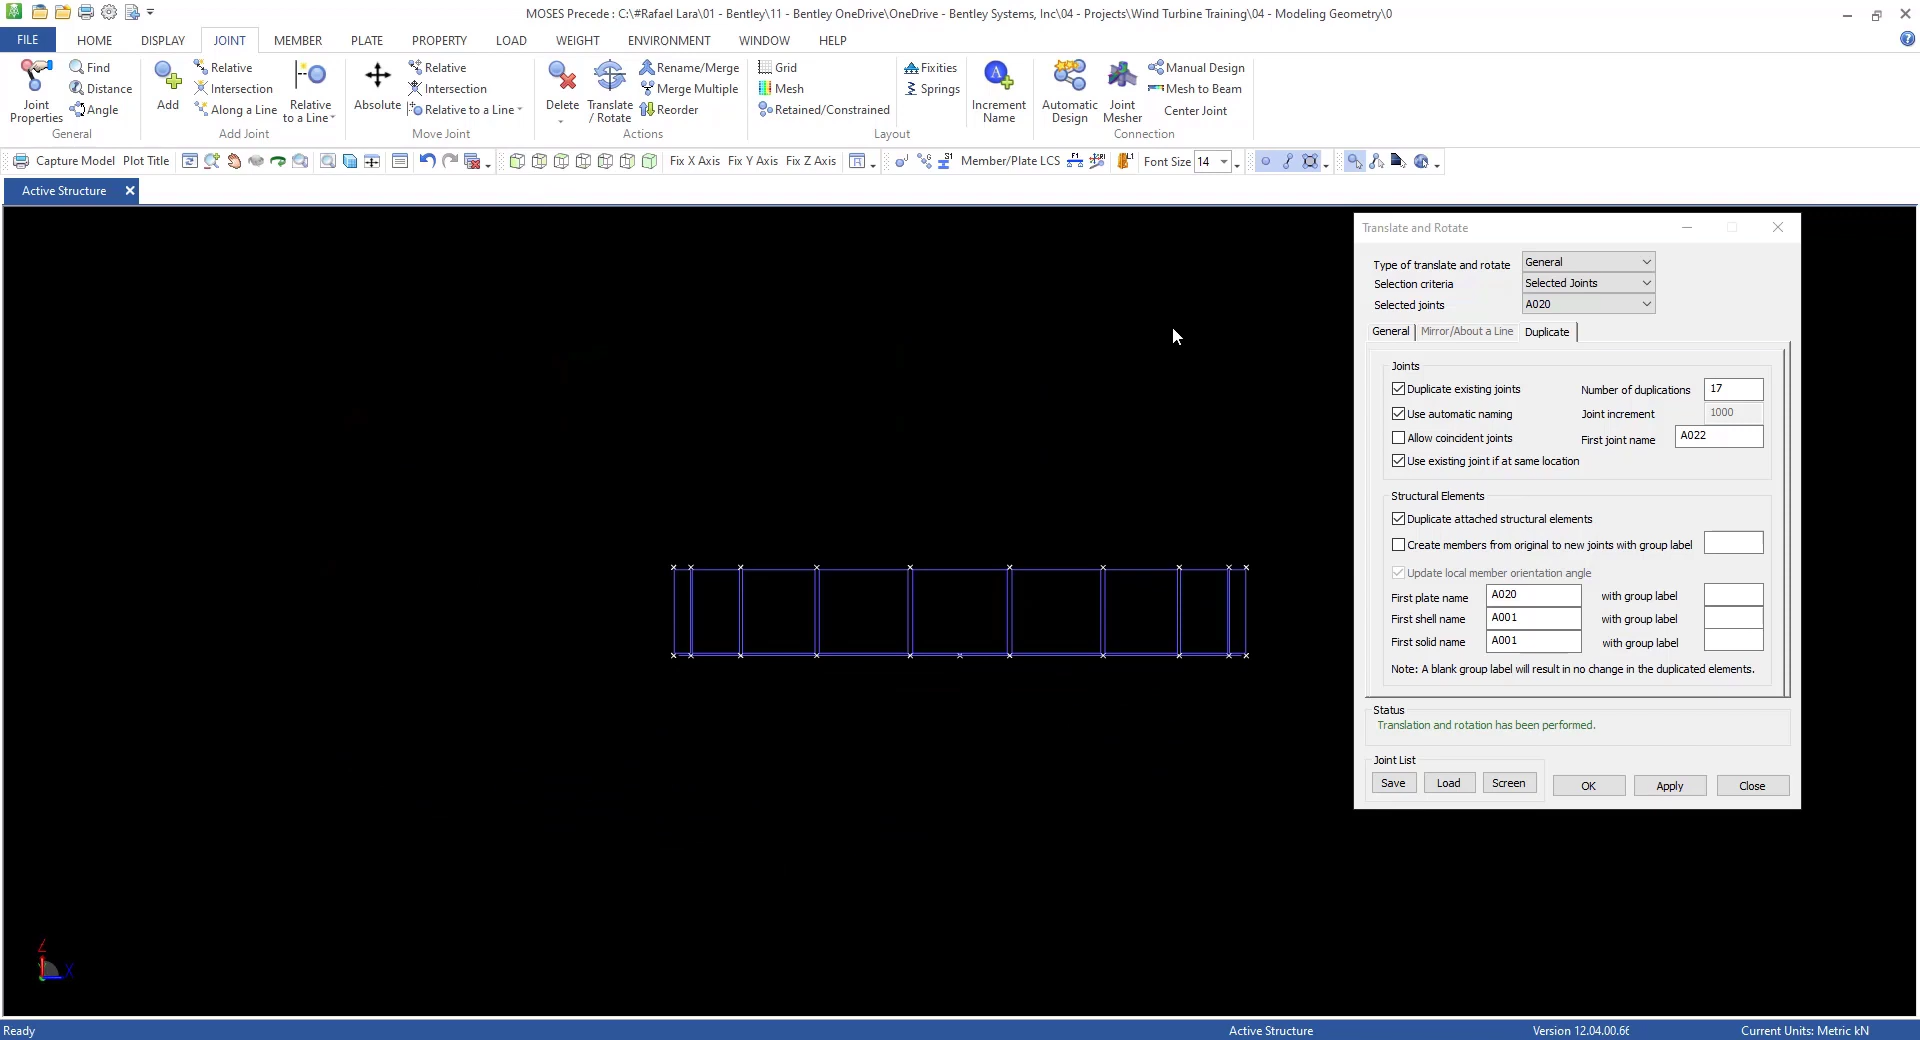 MOSES Precede : C:\#Rafael Lara\01 - Bentley\11 - Bentley OneDrive\OneDrive - Bentley Systems, Inc\04 - Projects\Wind Turbine Training\04 - Modeling Geometry\0
FILE HOME DISPLAY JOINT MEMBER PLATE PROPERTY LOAD WEIGHT ENVIRONMENT WINDOW HELP
Joint Properties
Find
Distance
Angle
General
Add
Relative
Intersection
Along a Line
Relative to a Line
Add Joint
Absolute
Relative
Intersection
Relative to a Line
Move Joint
Delete
Translate / Rotate
Rename/Merge
Merge Multiple
Reorder
Actions
Grid
Mesh
Retained/Constrained
Fixities
Springs
Layout
Increment Name
Automatic Design
Joint Mesher
Manual Design
Mesh to Beam
Center Joint
Connection
Capture Model Plot Title Fix X Axis Fix Y Axis Fix Z Axis Member/Plate LCS Font Size 14
Active Structure
Translate and Rotate
Type of translate and rotate General
Selection criteria Selected Joints
Selected joints A020
General Mirror/About a Line Duplicate
Joints
Duplicate existing joints Number of duplications 17
Use automatic naming Joint increment 1000
Allow coincident joints First joint name A022
Use existing joint if at same location
Structural Elements
Duplicate attached structural elements
Create members from original to new joints with group label
Update local member orientation angle
First plate name A020 with group label
First shell name A001 with group label
First solid name A001 with group label
Note: A blank group label will result in no change in the duplicated elements.
Status
Translation and rotation has been performed.
Joint List
Save Load Screen OK Apply Close
Z
X
Ready Active Structure Version 12.04.00.66 Current Units: Metric kN